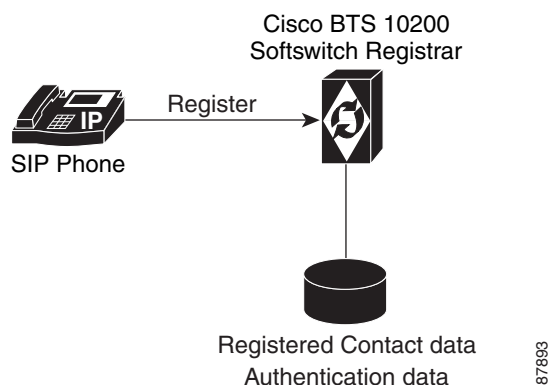 Cisco BTS 10200
Softswitch Registrar
Register
IP
SIP Phone
Registered Contact data
Authentication data
87893